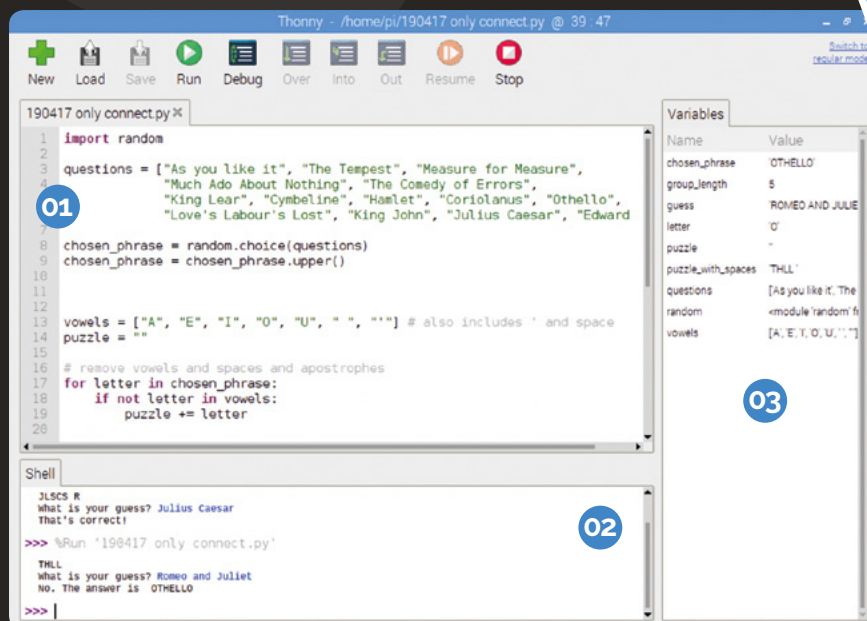 Thonny - /home/pi/190417 only connect.py @ 39 : 47
New Load Save Run Debug Over Into Out Resume Stop
Switch to
regular mode
190417 only connect.py
1 import random
2
3 questions = ["As you like it", "The Tempest", "Measure for Measure",
4 "Much Ado About Nothing", "The Comedy of Errors",
"King Lear", "Cymbeline", "Hamlet", "Coriolanus", "Othello",
"Love's Labour's Lost", "King John", "Julius Caesar", "Edward
7
8 chosen_phrase = random.choice(questions)
9 chosen_phrase = chosen_phrase.upper()
10
11
12
13 vowels = ["A", "E", "I", "O", "U", " ", "'"] # also includes ' and space
14 puzzle = ""
15
16 # remove vowels and spaces and apostrophes
17 for letter in chosen_phrase:
18 if not letter in vowels:
19 puzzle += letter
20
01
Shell
JLSCS R
What is your guess? Julius Caesar
That's correct!
>>> %Run '190417 only connect.py'
THLL
What is your guess? Romeo and Juliet
No. The answer is OTHELLO
>>>
02
Variables
Name Value
chosen_phrase 'OTHELLO'
group_length 5
guess 'ROMEO AND JULIE
letter 'O'
puzzle ''
puzzle_with_spaces 'THLL '
questions ['As you like it', 'The
random <module 'random' fr
vowels ['A', 'E', 'I', 'O', 'U', ' ', "'"]
03